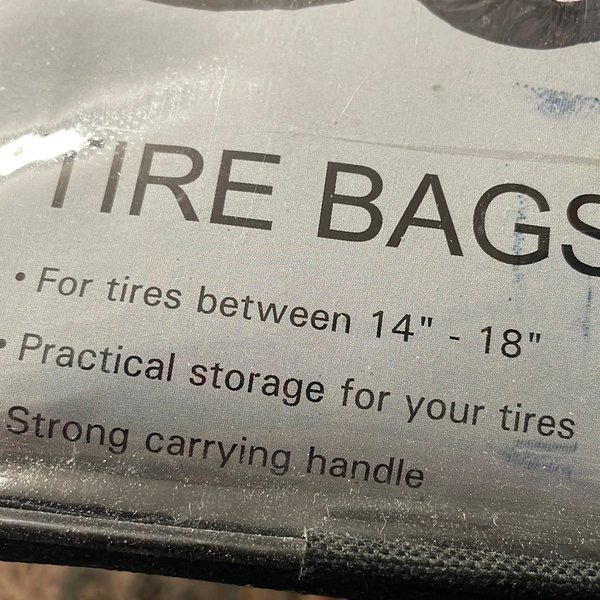 TIRE BAGS
• For tires between 14" - 18"
• Practical storage for your tires
Strong carrying handle